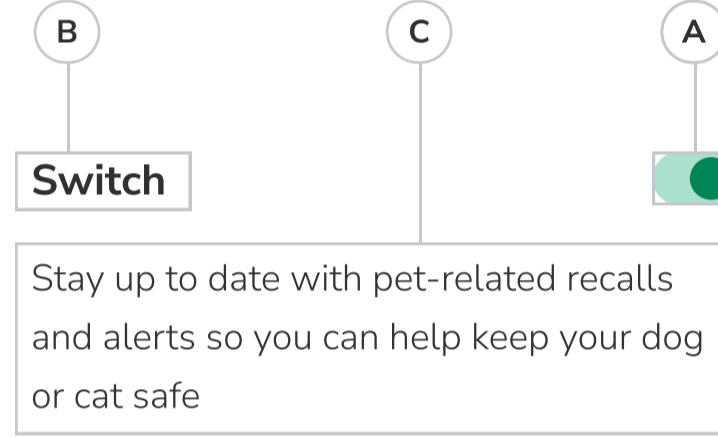 B C A
Switch
Stay up to date with pet-related recalls
and alerts so you can help keep your dog
or cat safe